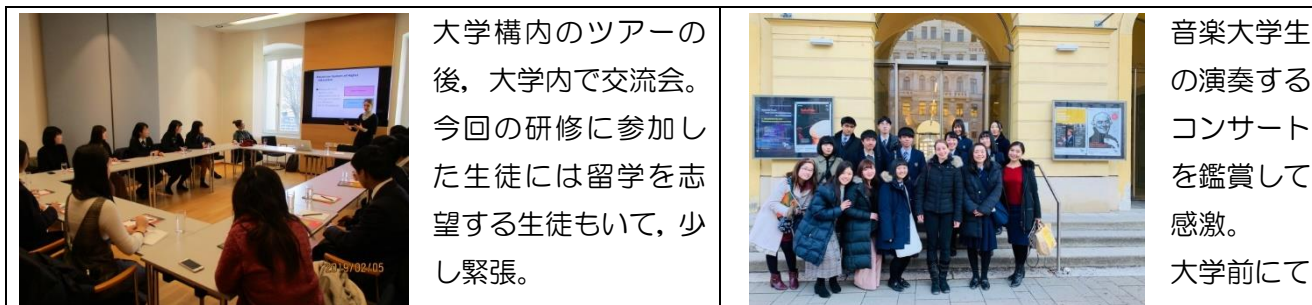 大学構内のツアーの
後，大学内で交流会。
今回の研修に参加し
た生徒には留学を志
望する生徒もいて，少
し緊張。
2019/02/05
音楽大学生
の演奏する
コンサート
を鑑賞して
感激。
大学前にて